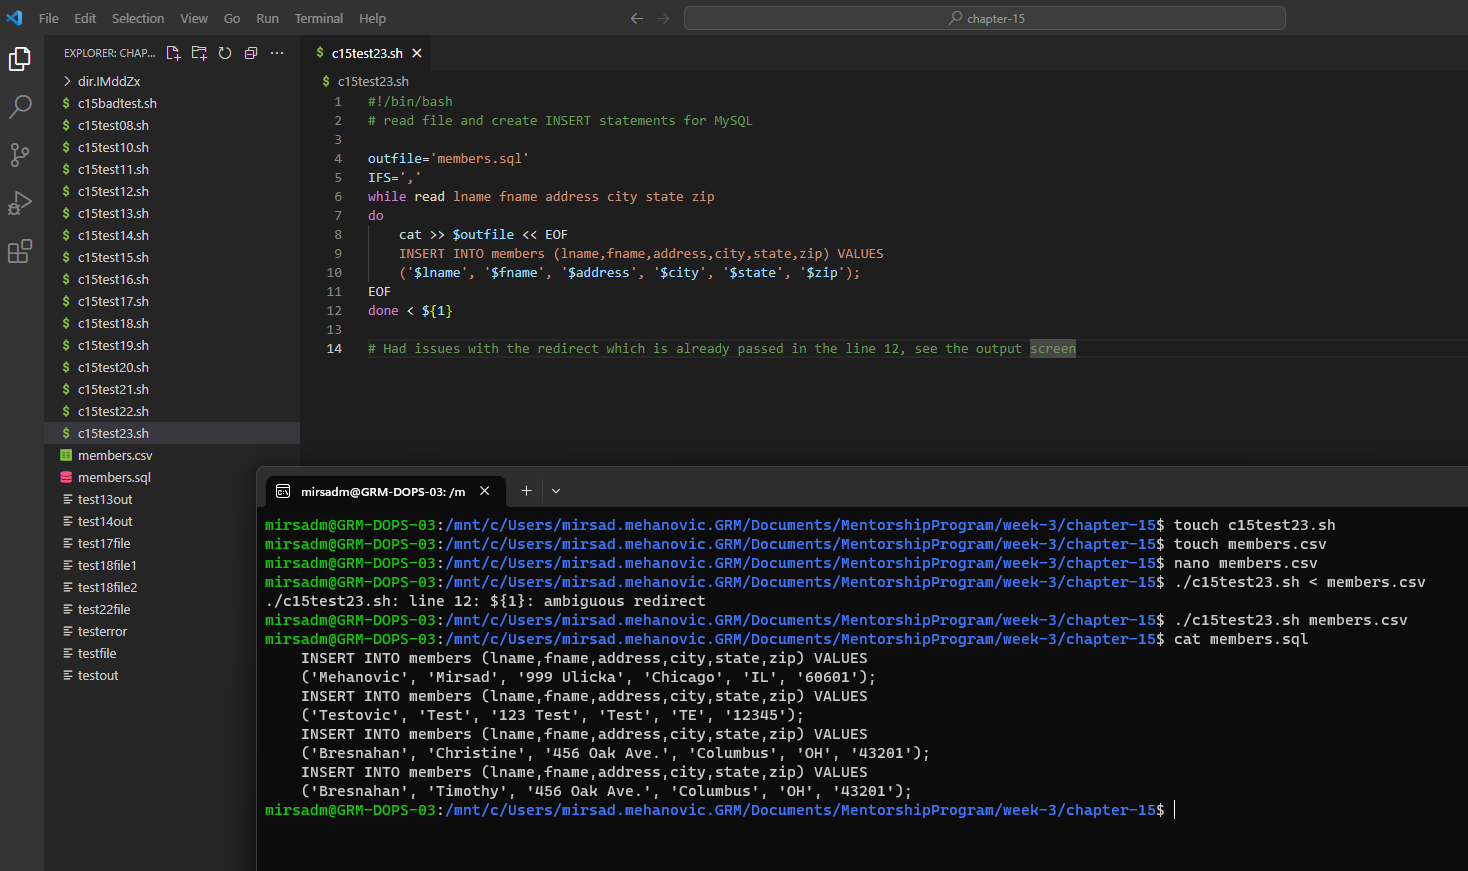 File Edit Selection View Go Run Terminal Help
chapter-15
EXPLORER: CHAP...
dir.IMddZx
c15badtest.sh
c15test08.sh
c15test10.sh
c15test11.sh
c15test12.sh
c15test13.sh
c15test14.sh
c15test15.sh
c15test16.sh
c15test17.sh
c15test18.sh
c15test19.sh
c15test20.sh
c15test21.sh
c15test22.sh
c15test23.sh
members.csv
members.sql
test13out
test14out
test17file
test18file1
test18file2
test22file
testerror
testfile
testout
$ c15test23.sh
$ c15test23.sh
1 #!/bin/bash
2 # read file and create INSERT statements for MySQL
3
4 outfile='members.sql'
5 IFS=','
6 while read lname fname address city state zip
7 do
8     cat >> $outfile << EOF
9     INSERT INTO members (lname,fname,address,city,state,zip) VALUES
10     ('$lname', '$fname', '$address', '$city', '$state', '$zip');
11 EOF
12 done < ${1}
13
14 # Had issues with the redirect which is already passed in the line 12, see the output screen
mirsadm@GRM-DOPS-03: /m
mirsadm@GRM-DOPS-03:/mnt/c/Users/mirsad.mehanovic.GRM/Documents/MentorshipProgram/week-3/chapter-15$ touch c15test23.sh
mirsadm@GRM-DOPS-03:/mnt/c/Users/mirsad.mehanovic.GRM/Documents/MentorshipProgram/week-3/chapter-15$ touch members.csv
mirsadm@GRM-DOPS-03:/mnt/c/Users/mirsad.mehanovic.GRM/Documents/MentorshipProgram/week-3/chapter-15$ nano members.csv
mirsadm@GRM-DOPS-03:/mnt/c/Users/mirsad.mehanovic.GRM/Documents/MentorshipProgram/week-3/chapter-15$ ./c15test23.sh < members.csv
./c15test23.sh: line 12: ${1}: ambiguous redirect
mirsadm@GRM-DOPS-03:/mnt/c/Users/mirsad.mehanovic.GRM/Documents/MentorshipProgram/week-3/chapter-15$ ./c15test23.sh members.csv
mirsadm@GRM-DOPS-03:/mnt/c/Users/mirsad.mehanovic.GRM/Documents/MentorshipProgram/week-3/chapter-15$ cat members.sql
    INSERT INTO members (lname,fname,address,city,state,zip) VALUES
    ('Mehanovic', 'Mirsad', '999 Ulicka', 'Chicago', 'IL', '60601');
    INSERT INTO members (lname,fname,address,city,state,zip) VALUES
    ('Testovic', 'Test', '123 Test', 'Test', 'TE', '12345');
    INSERT INTO members (lname,fname,address,city,state,zip) VALUES
    ('Bresnahan', 'Christine', '456 Oak Ave.', 'Columbus', 'OH', '43201');
    INSERT INTO members (lname,fname,address,city,state,zip) VALUES
    ('Bresnahan', 'Timothy', '456 Oak Ave.', 'Columbus', 'OH', '43201');
mirsadm@GRM-DOPS-03:/mnt/c/Users/mirsad.mehanovic.GRM/Documents/MentorshipProgram/week-3/chapter-15$